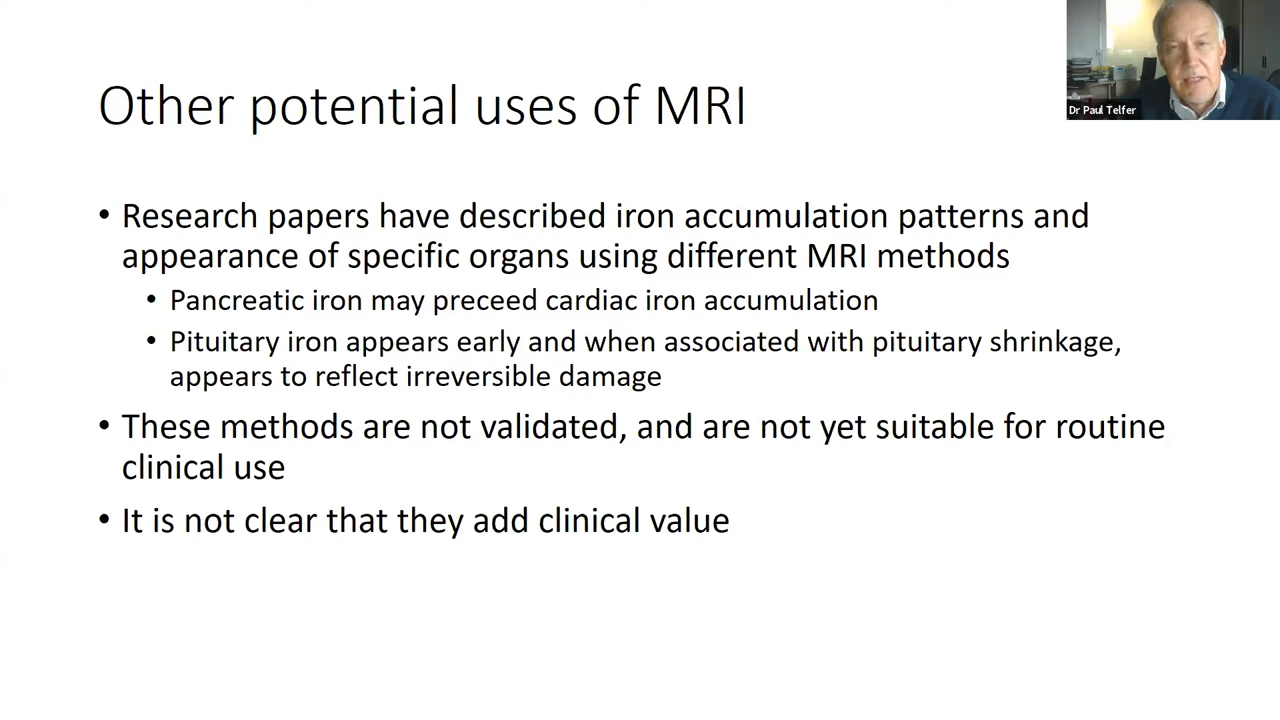 Dr Paul Telfer
Other potential uses of MRI
• Research papers have described iron accumulation patterns and
appearance of specific organs using different MRI methods
• Pancreatic iron may preceed cardiac iron accumulation
• Pituitary iron appears early and when associated with pituitary shrinkage,
appears to reflect irreversible damage
• These methods are not validated, and are not yet suitable for routine
clinical use
• It is not clear that they add clinical value